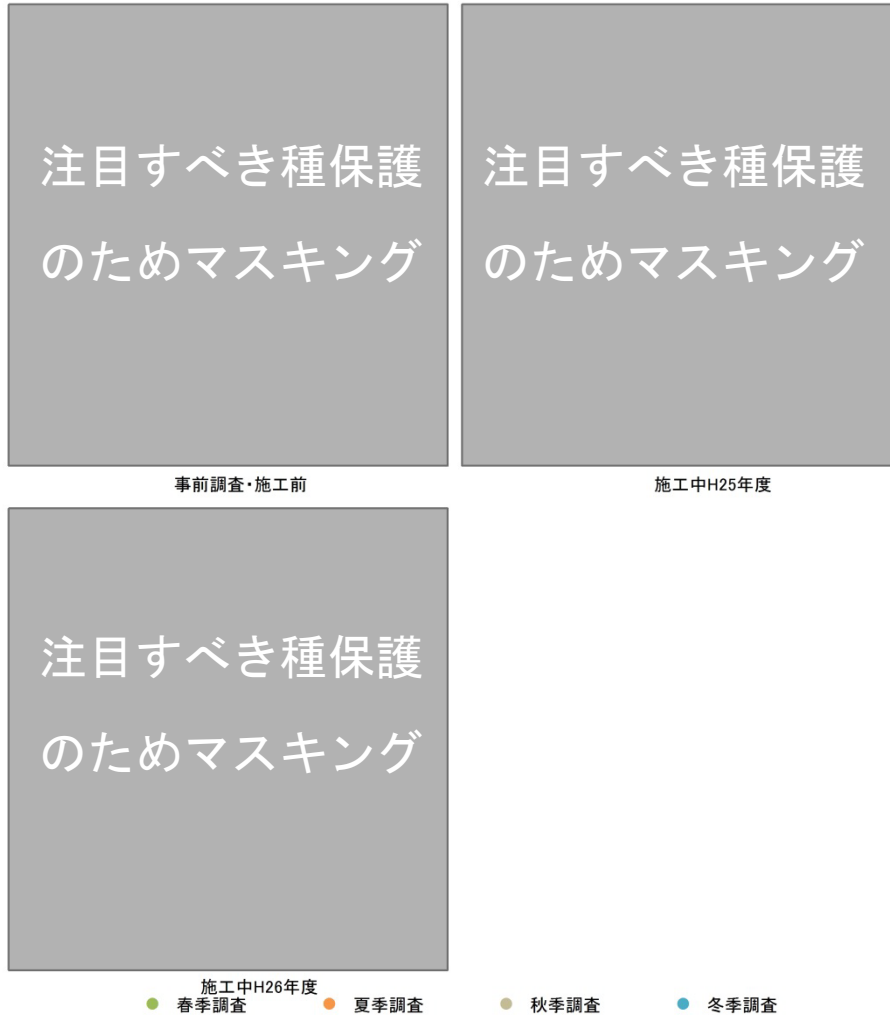 注目すべき種保護
のためマスキング
事前調査・施工前
注目すべき種保護
のためマスキング
施工中H25年度
注目すべき種保護
のためマスキング
施工中H26年度
春季調査
夏季調査
秋季調査
冬季調査